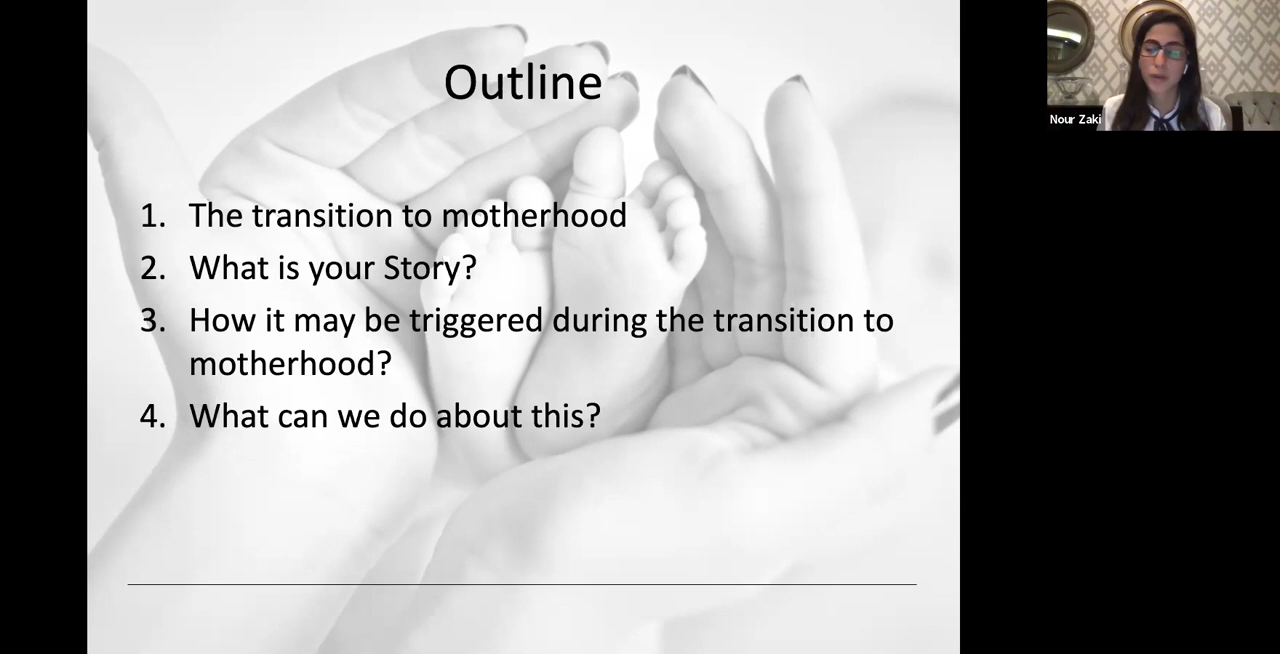 Outline
1. The transition to motherhood
2. What is your Story?
3. How it may be triggered during the transition to
motherhood?
4. What can we do about this?
Nour Zaki